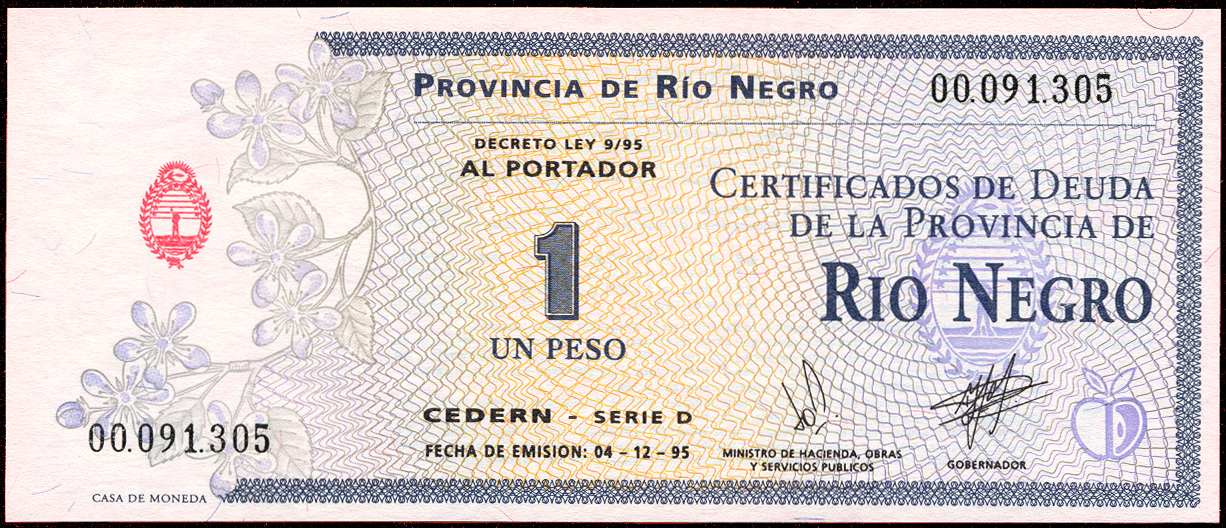 PROVINCIA DE RÍO NEGRO
00.091.305
DECRETO LEY 9/95
AL PORTADOR
CERTIFICADOS DE DEUDA
DE LA PROVINCIA DE
RIO NEGRO
1
UN PESO
CEDERN - SERIE D
FECHA DE EMISION: 04 - 12 - 95
MINISTRO DE HACIENDA, OBRAS
Y SERVICIOS PUBLICOS
GOBERNADOR
00.091.305
CASA DE MONEDA